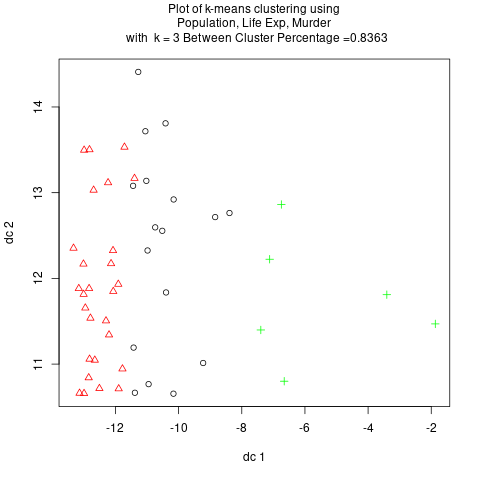 Plot of k-means clustering using
Population, Life Exp, Murder
with  k = 3 Between Cluster Percentage =0.8363
14
13
12
11
dc 2
-12
-10
-8
-6
-4
-2
dc 1